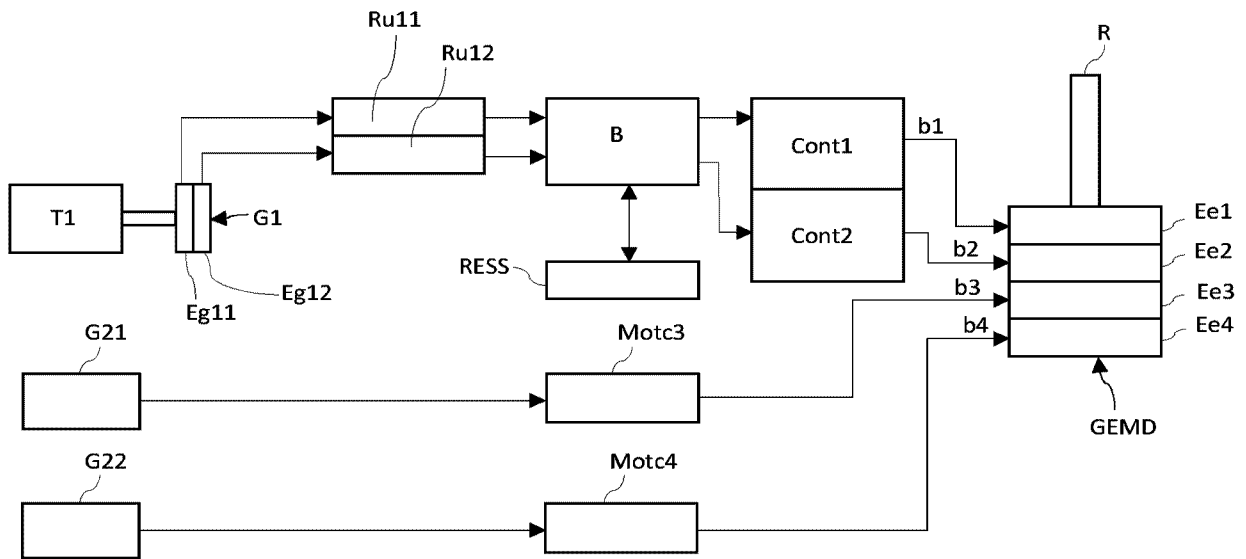 Ru11
Ru12
R
B
Cont1
b1
T1
G1
Ee1
Cont2
b2
Ee2
RESS
Eg12
Eg11
b3
Ee3
G21
Motc3
b4
Ee4
GEMD
G22
Motc4